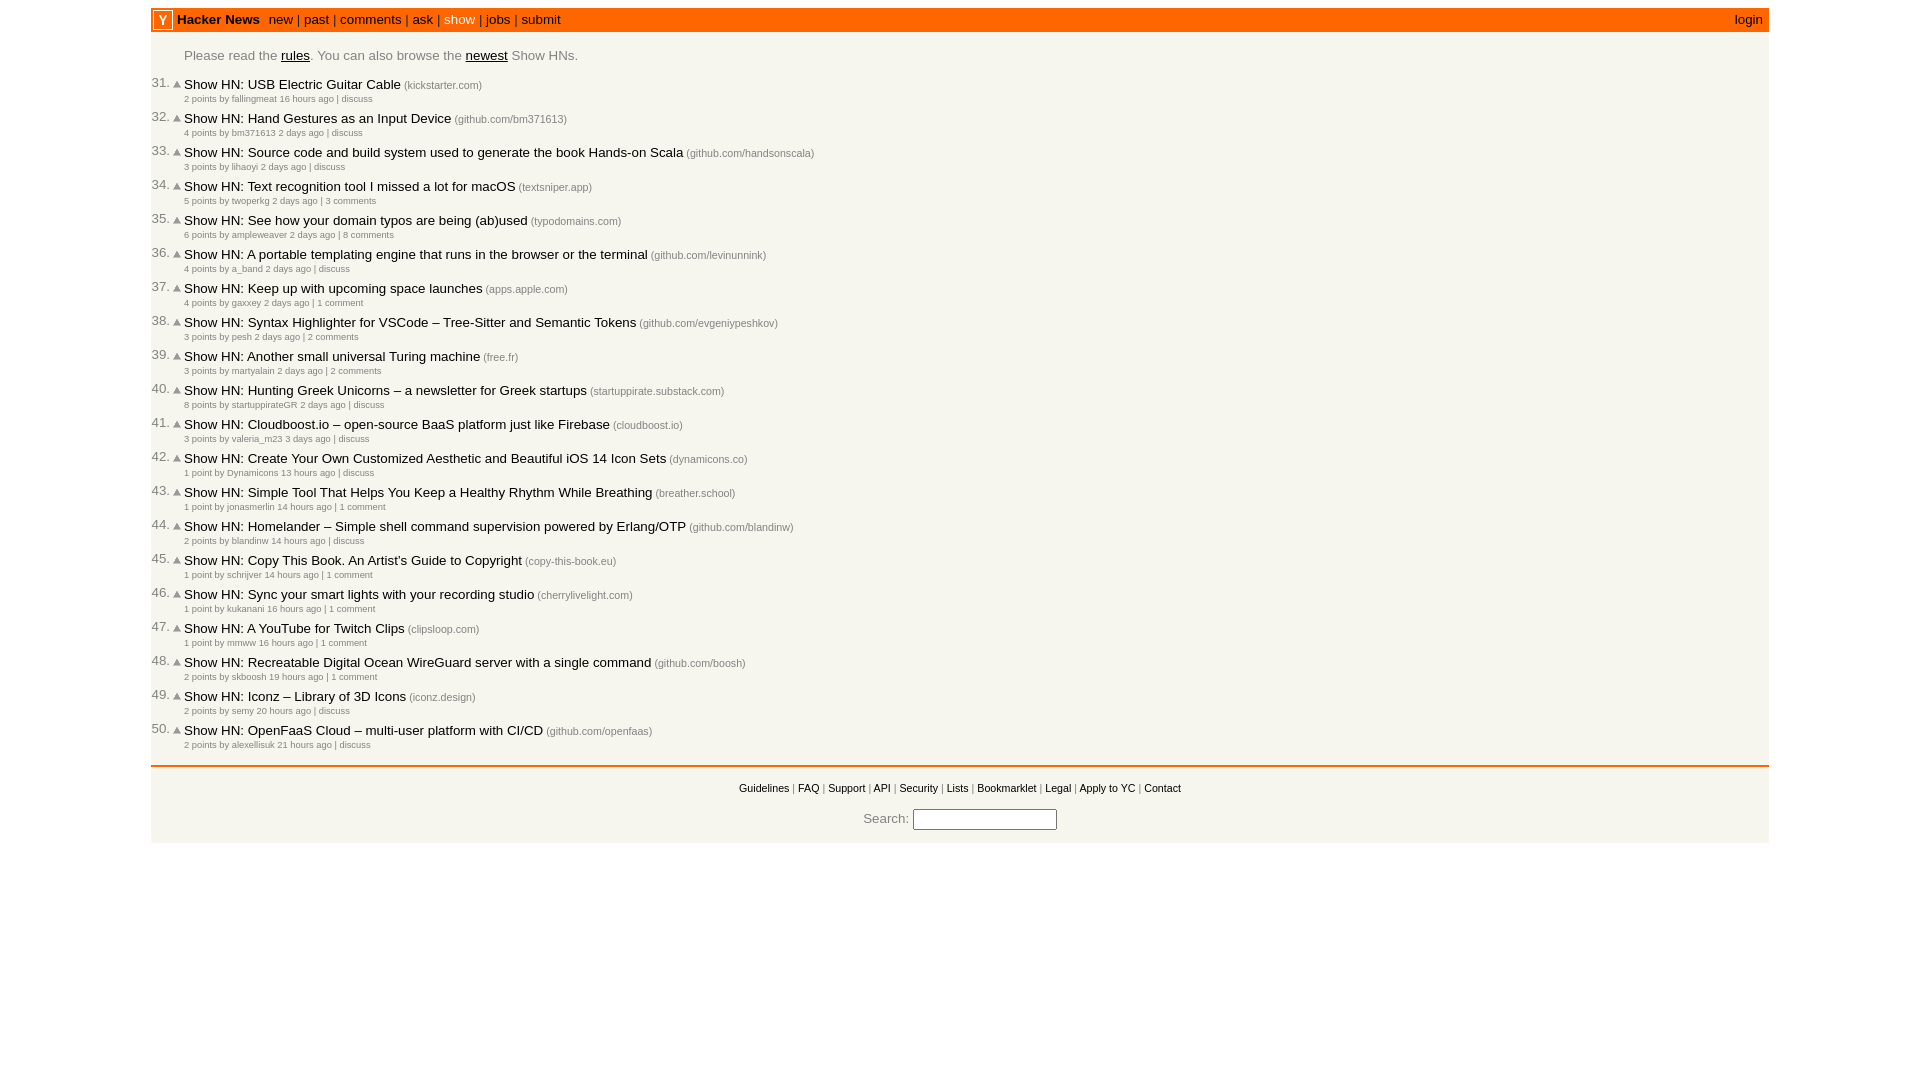 Y Hacker News new | past | comments | ask | show | jobs | submit login
Please read the rules. You can also browse the newest Show HNs.
31. Show HN: USB Electric Guitar Cable (kickstarter.com)
2 points by fallingmeat 16 hours ago | discuss
32. Show HN: Hand Gestures as an Input Device (github.com/bm371613)
4 points by bm371613 2 days ago | discuss
33. Show HN: Source code and build system used to generate the book Hands-on Scala (github.com/handsonscala)
3 points by lihaoyi 2 days ago | discuss
34. Show HN: Text recognition tool I missed a lot for macOS (textsniper.app)
5 points by twoperkg 2 days ago | 3 comments
35. Show HN: See how your domain typos are being (ab)used (typodomains.com)
6 points by ampleweaver 2 days ago | 8 comments
36. Show HN: A portable templating engine that runs in the browser or the terminal (github.com/levinunnink)
4 points by a_band 2 days ago | discuss
37. Show HN: Keep up with upcoming space launches (apps.apple.com)
4 points by gaxxey 2 days ago | 1 comment
38. Show HN: Syntax Highlighter for VSCode – Tree-Sitter and Semantic Tokens (github.com/evgeniypeshkov)
3 points by pesh 2 days ago | 2 comments
39. Show HN: Another small universal Turing machine (free.fr)
3 points by martyalain 2 days ago | 2 comments
40. Show HN: Hunting Greek Unicorns – a newsletter for Greek startups (startuppirate.substack.com)
8 points by startuppirateGR 2 days ago | discuss
41. Show HN: Cloudboost.io – open-source BaaS platform just like Firebase (cloudboost.io)
3 points by valeria_m23 3 days ago | discuss
42. Show HN: Create Your Own Customized Aesthetic and Beautiful iOS 14 Icon Sets (dynamicons.co)
1 point by Dynamicons 13 hours ago | discuss
43. Show HN: Simple Tool That Helps You Keep a Healthy Rhythm While Breathing (breather.school)
1 point by jonasmerlin 14 hours ago | 1 comment
44. Show HN: Homelander – Simple shell command supervision powered by Erlang/OTP (github.com/blandinw)
2 points by blandinw 14 hours ago | discuss
45. Show HN: Copy This Book. An Artist's Guide to Copyright (copy-this-book.eu)
1 point by schrijver 14 hours ago | 1 comment
46. Show HN: Sync your smart lights with your recording studio (cherrylivelight.com)
1 point by kukanani 16 hours ago | 1 comment
47. Show HN: A YouTube for Twitch Clips (clipsloop.com)
1 point by mmww 16 hours ago | 1 comment
48. Show HN: Recreatable Digital Ocean WireGuard server with a single command (github.com/boosh)
2 points by skboosh 19 hours ago | 1 comment
49. Show HN: Iconz – Library of 3D Icons (iconz.design)
2 points by semy 20 hours ago | discuss
50. Show HN: OpenFaaS Cloud – multi-user platform with CI/CD (github.com/openfaas)
2 points by alexellisuk 21 hours ago | discuss
Guidelines | FAQ | Support | API | Security | Lists | Bookmarklet | Legal | Apply to YC | Contact
Search: